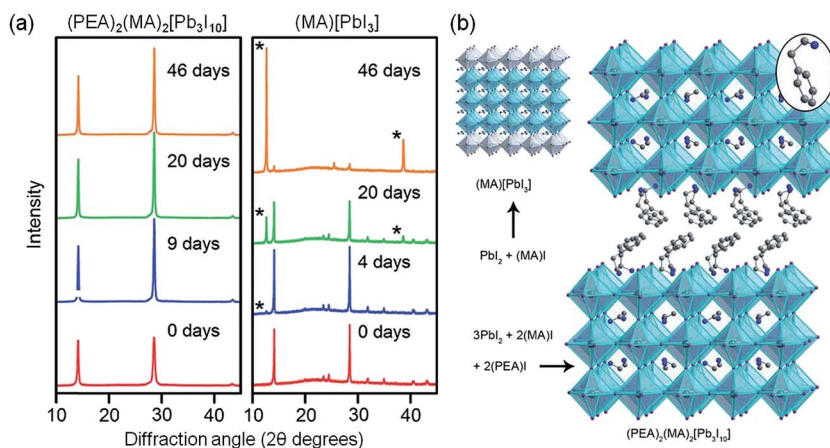 (a)
(PEA)₂(MA)₂[Pb₃I₁₀]
(MA)[PbI₃]
46 days
20 days
9 days
0 days
*
46 days
*
20 days
*
*
4 days
*
0 days
Intensity
10 20 30 40
10 20 30 40
Diffraction angle (2θ degrees)
(b)
(MA)[PbI₃]
PbI₂ + (MA)I
3PbI₂ + 2(MA)I
+ 2(PEA)I
(PEA)₂(MA)₂[Pb₃I₁₀]